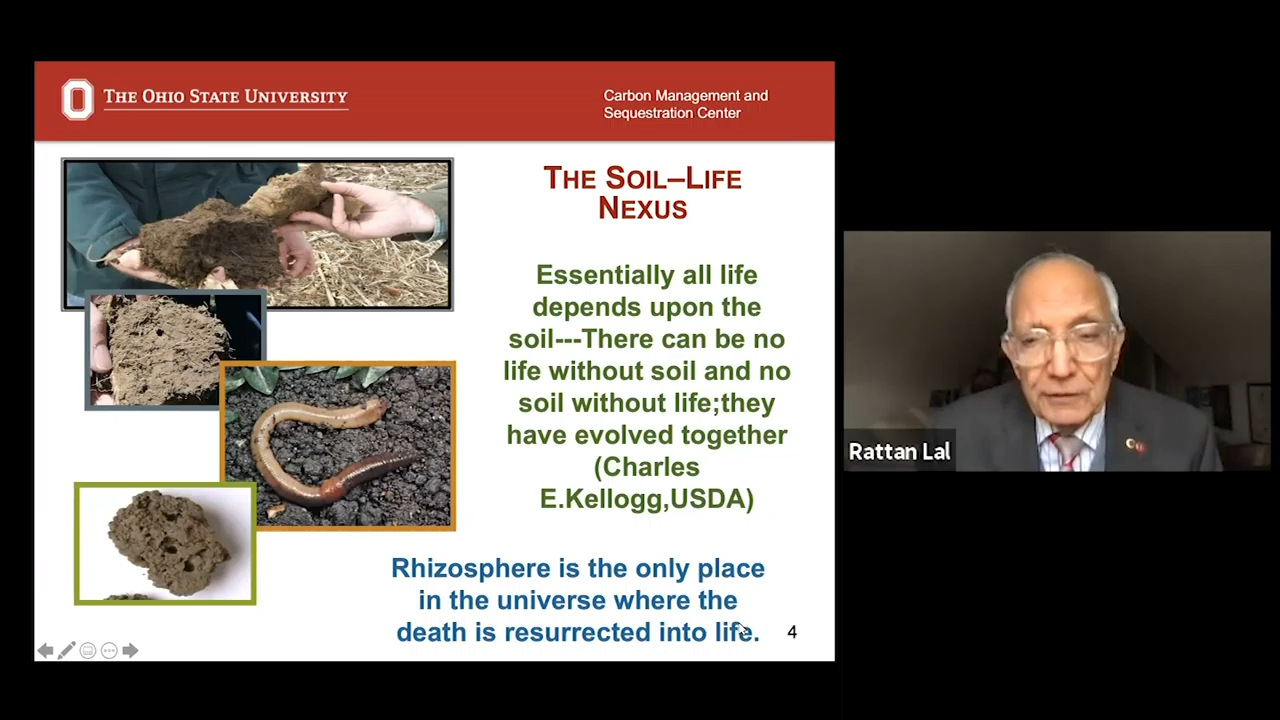 THE OHIO STATE UNIVERSITY
Carbon Management and
Sequestration Center
THE SOIL–LIFE
NEXUS
Essentially all life
depends upon the
soil---There can be no
life without soil and no
soil without life;they
have evolved together
(Charles
E.Kellogg,USDA)
Rhizosphere is the only place
in the universe where the
death is resurrected into life.
4
Rattan Lal